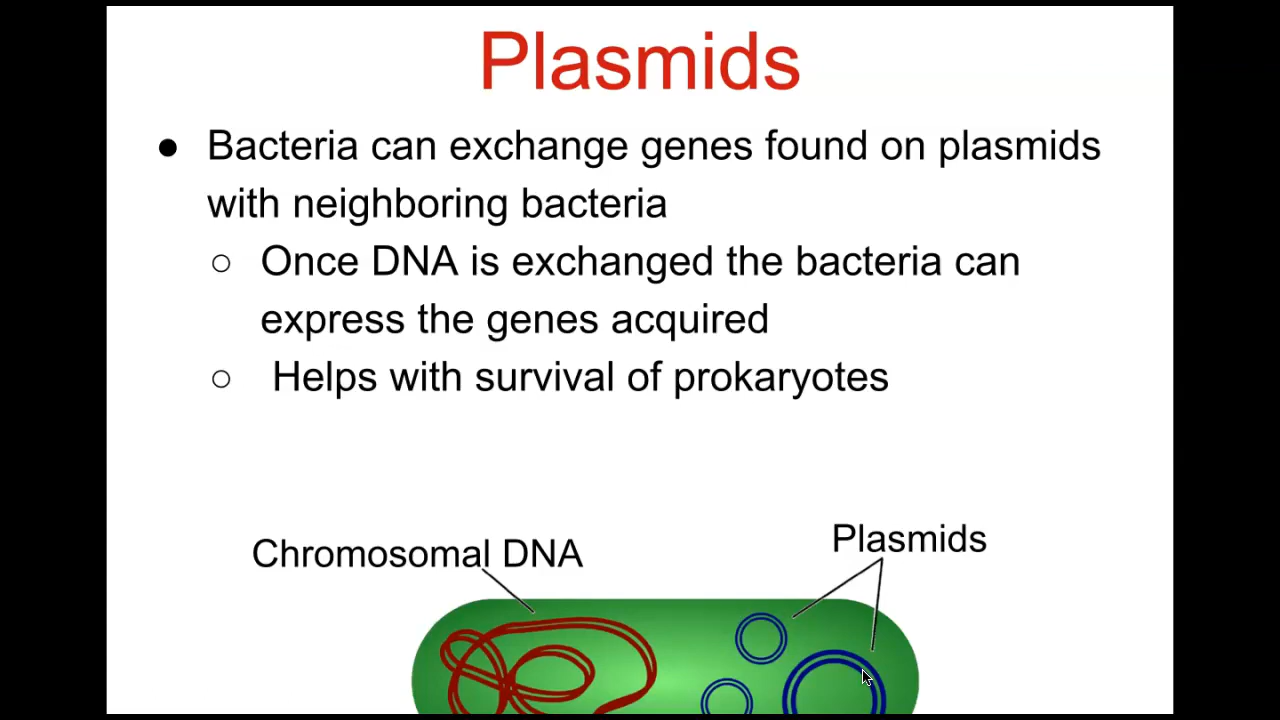 Plasmids
● Bacteria can exchange genes found on plasmids
with neighboring bacteria
○ Once DNA is exchanged the bacteria can
express the genes acquired
○ Helps with survival of prokaryotes
Chromosomal DNA
Plasmids